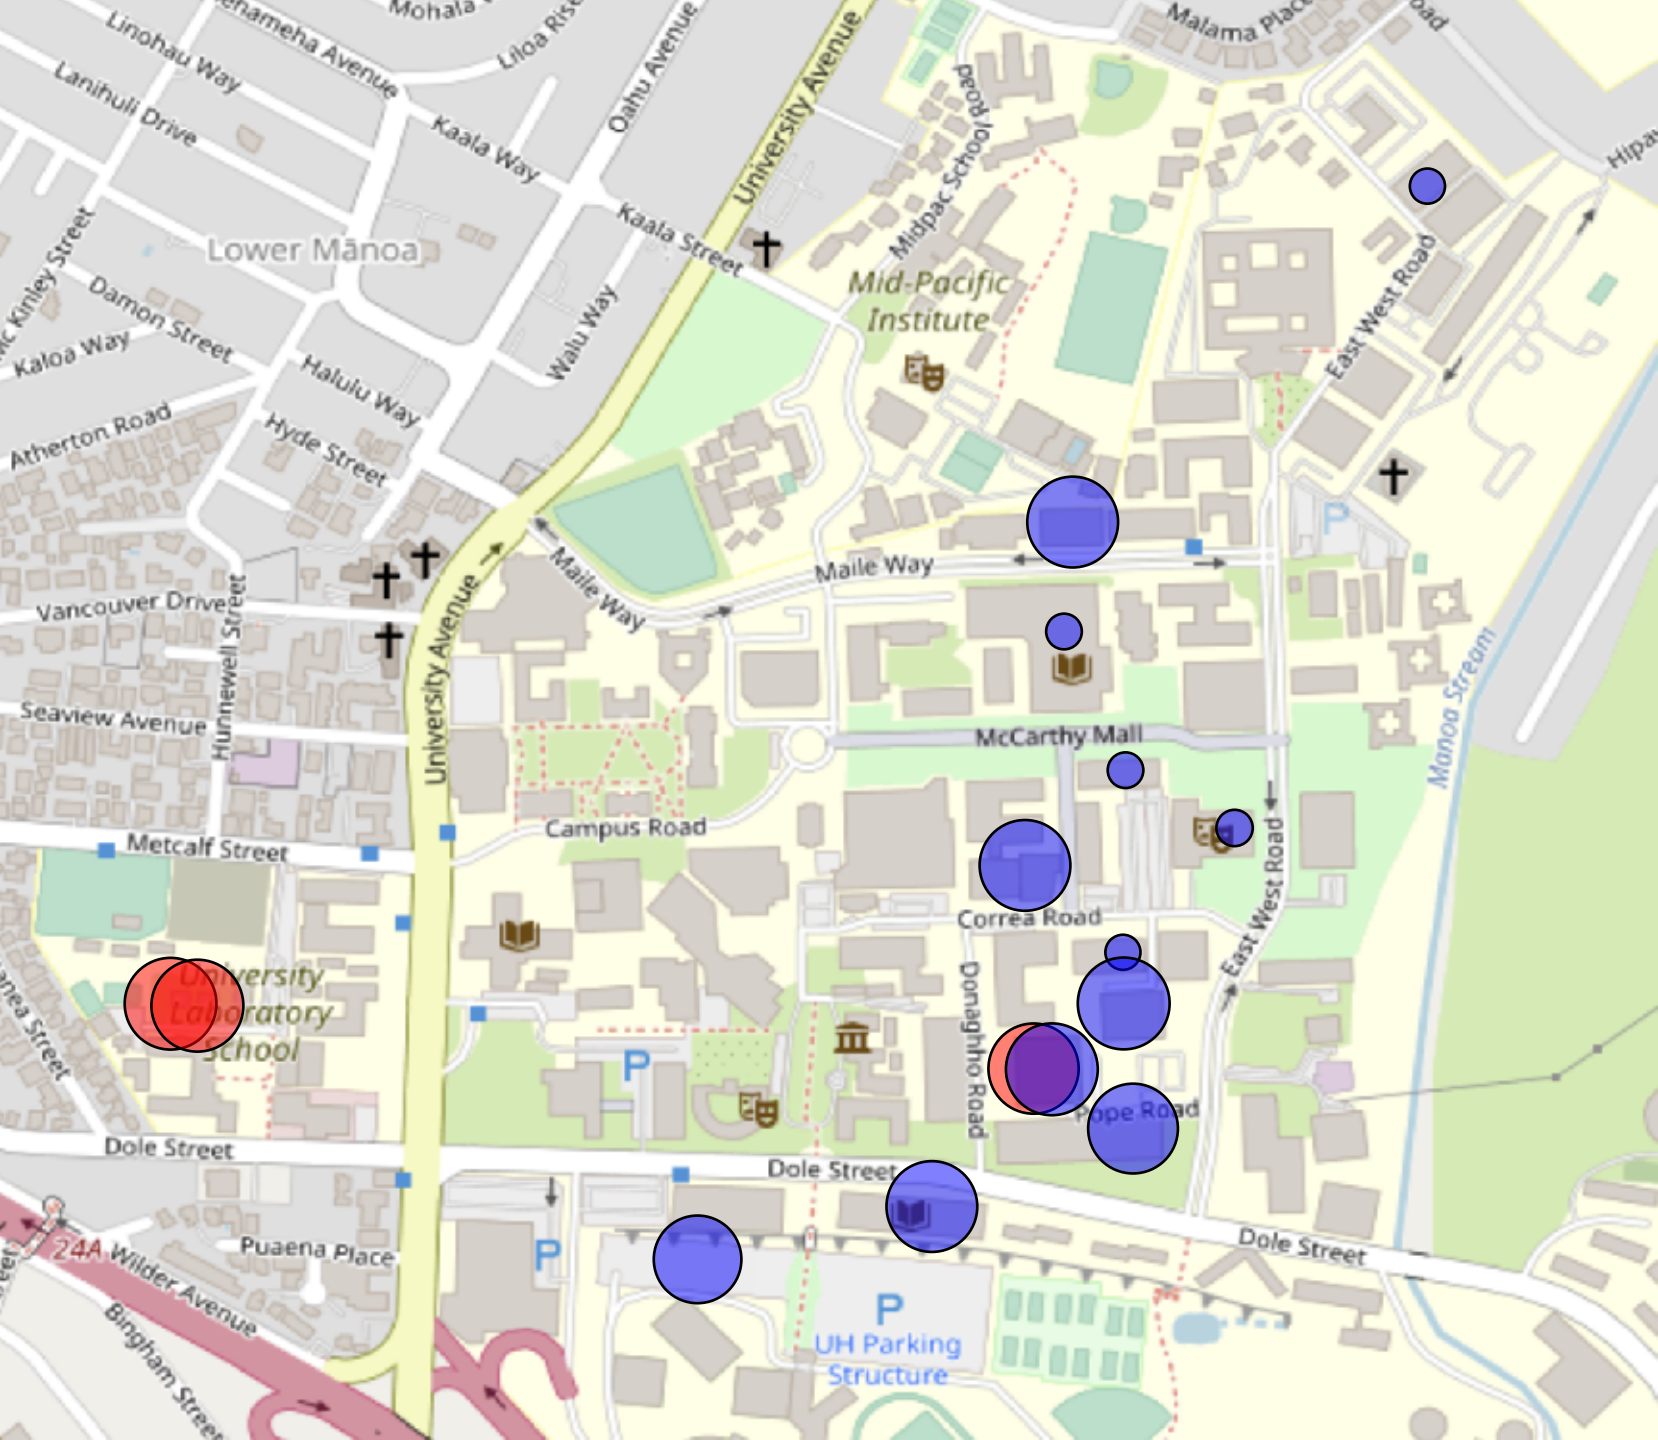 Mohala
Malama Place
Linohau Way
Kaala Way
Lanihuli Drive
Liloa Rise
Oahu Avenue
University Avenue
Midpac School Road
Kaala Street
Lower Mānoa
Damon Street
Kaloa Way
Walu Way
Mid-Pacific
Institute
East West Road
Halulu Way
Atherton Road
Hyde Street
P
Maile Way
Maile Way
Vancouver Drive
Hunnewell Street
University Avenue
Seaview Avenue
McCarthy Mall
Manoa Stream
Campus Road
Metcalf Street
East West Road
Correa Road
East West Road
University
Laboratory
School
Donaghho Road
P
Pope Road
Dole Street
Dole Street
Dole Street
24A
Wilder Avenue
Puaena Place
P
P
UH Parking
Structure
Bingham Street